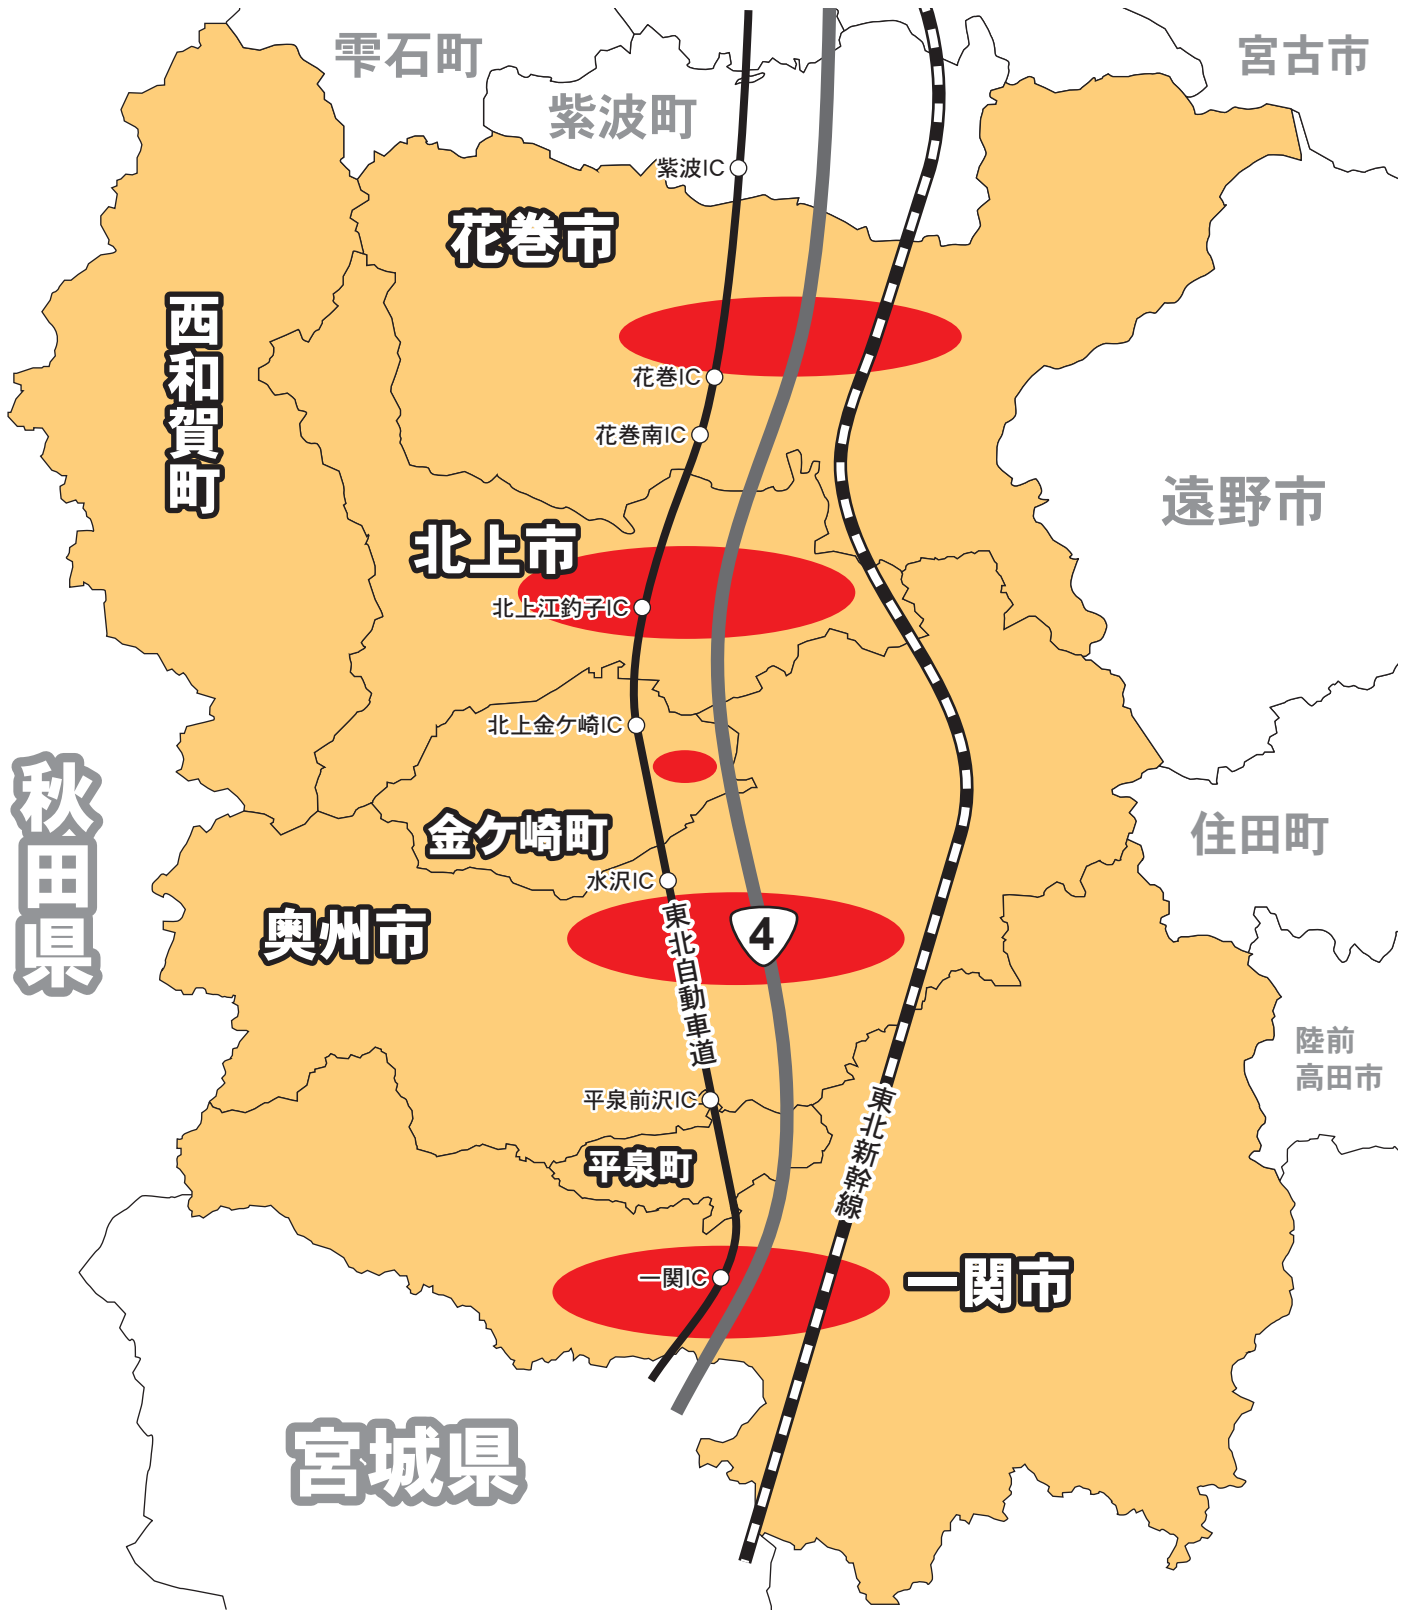 雫石町
宮古市
紫波町
紫波IC
花巻市
西和賀町
花巻IC
花巻南IC
遠野市
北上市
北上江釣子IC
北上金ケ崎IC
秋田県
金ケ崎町
住田町
水沢IC
奥州市
東北自動車道
4
陸前
高田市
平泉前沢IC
東北新幹線
平泉町
一関IC
一関市
宮城県